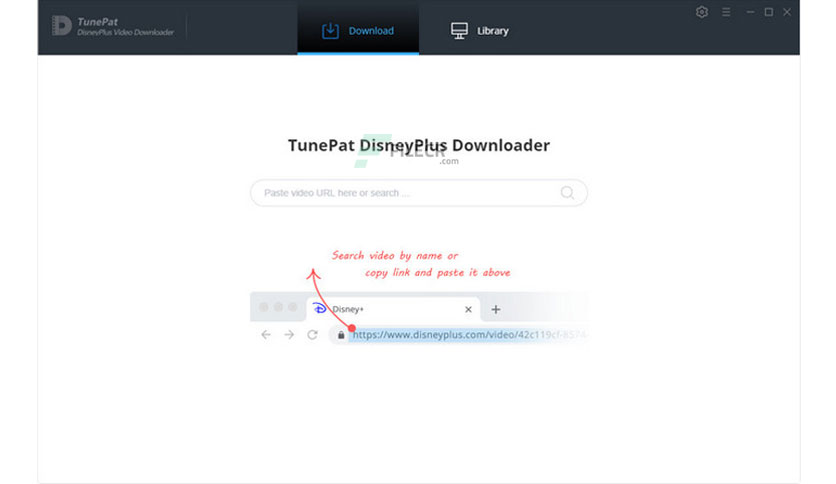 TunePat
DisneyPlus Video Downloader
Download
Library
TunePat DisneyPlus Downloader
FILECR
.com
Paste video URL here or search ...
Search video by name or
copy link and paste it above
Disney+
https://www.disneyplus.com/video/42c119cf-8574-